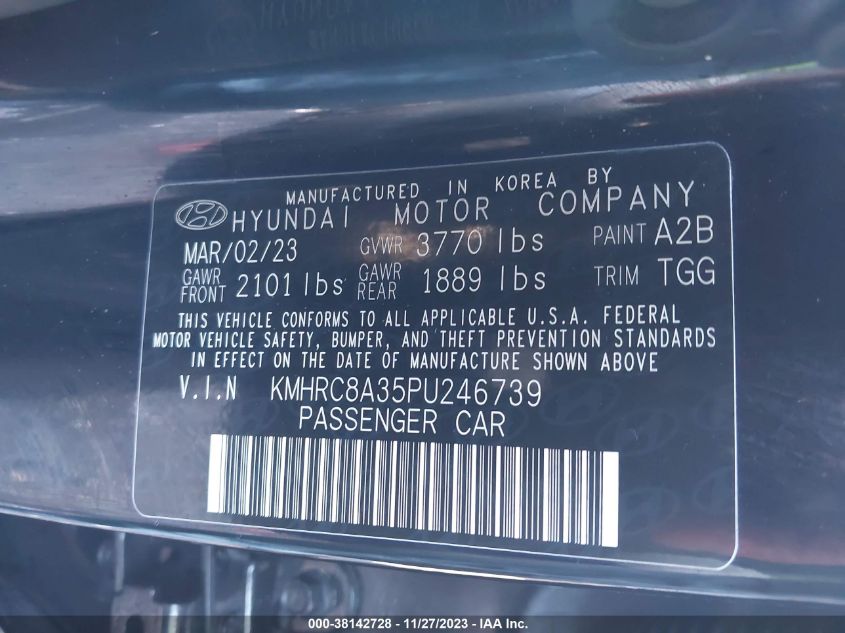 MANUFACTURED IN KOREA BY
HYUNDAI MOTOR COMPANY
MAR/02/23 GVWR 3770 lbs PAINT A2B
GAWR FRONT 2101 lbs GAWR REAR 1889 lbs TRIM TGG
THIS VEHICLE CONFORMS TO ALL APPLICABLE U.S.A. FEDERAL
MOTOR VEHICLE SAFETY, BUMPER, AND THEFT PREVENTION STANDARDS
IN EFFECT ON THE DATE OF MANUFACTURE SHOWN ABOVE
V.I.N KMHRC8A35PU246739
PASSENGER CAR
000-38142728 - 11/27/2023 - IAA Inc.